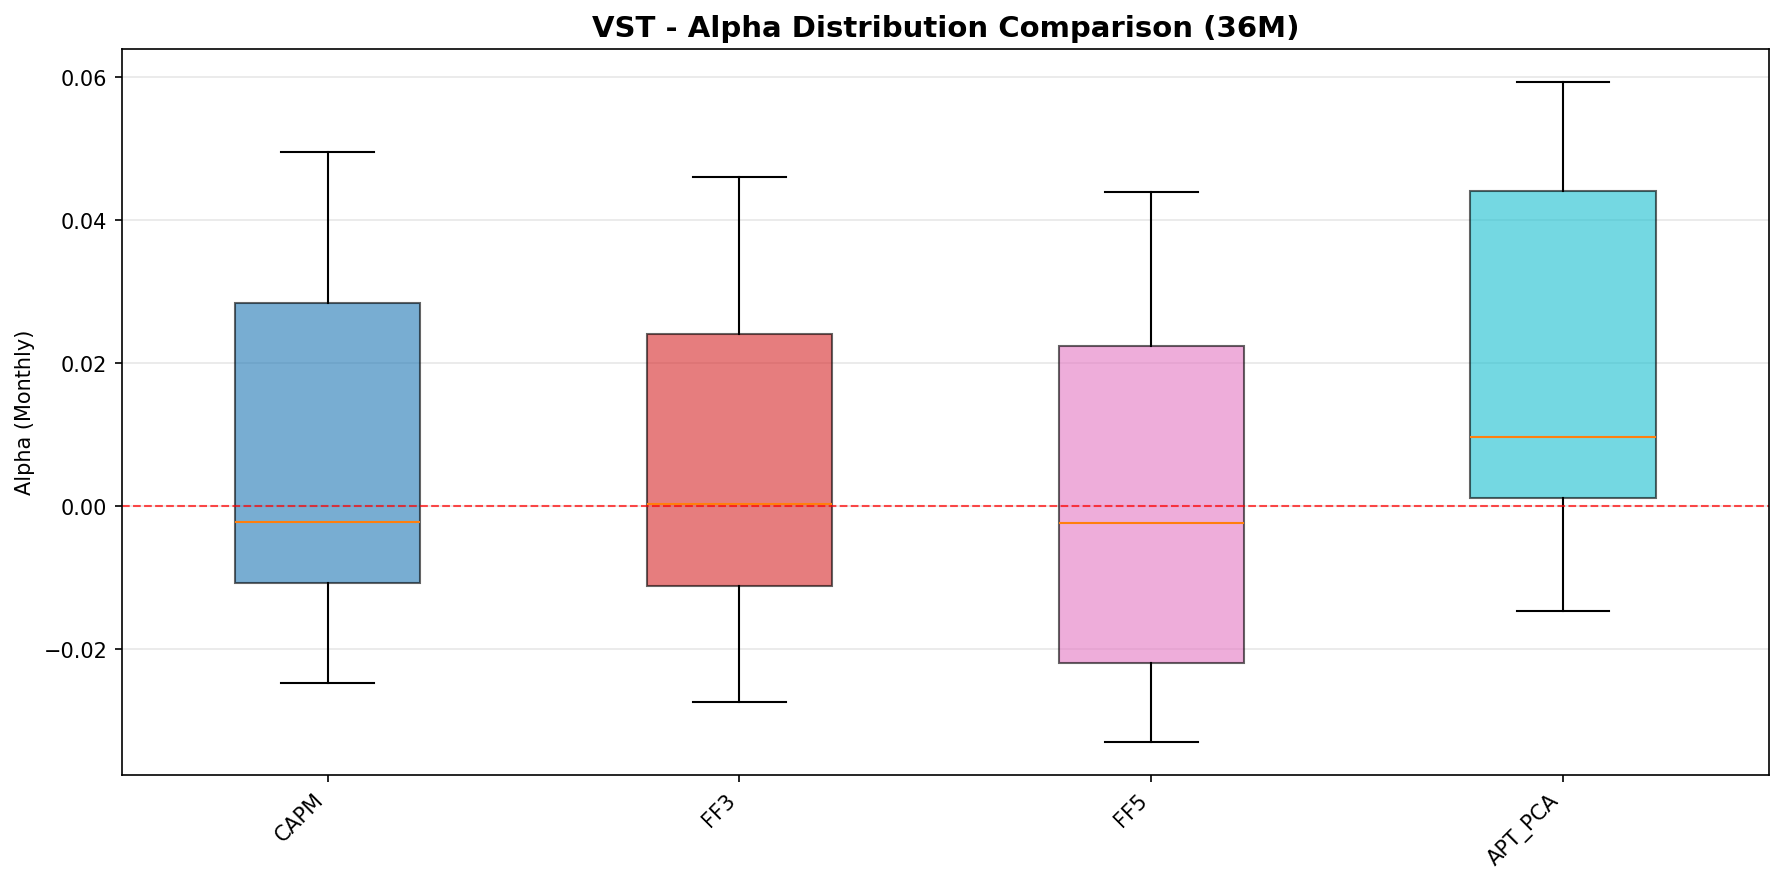 VST - Alpha Distribution Comparison (36M)
Alpha (Monthly)
0.06
0.04
0.02
0.00
−0.02
CAPM
FF3
FF5
APT_PCA